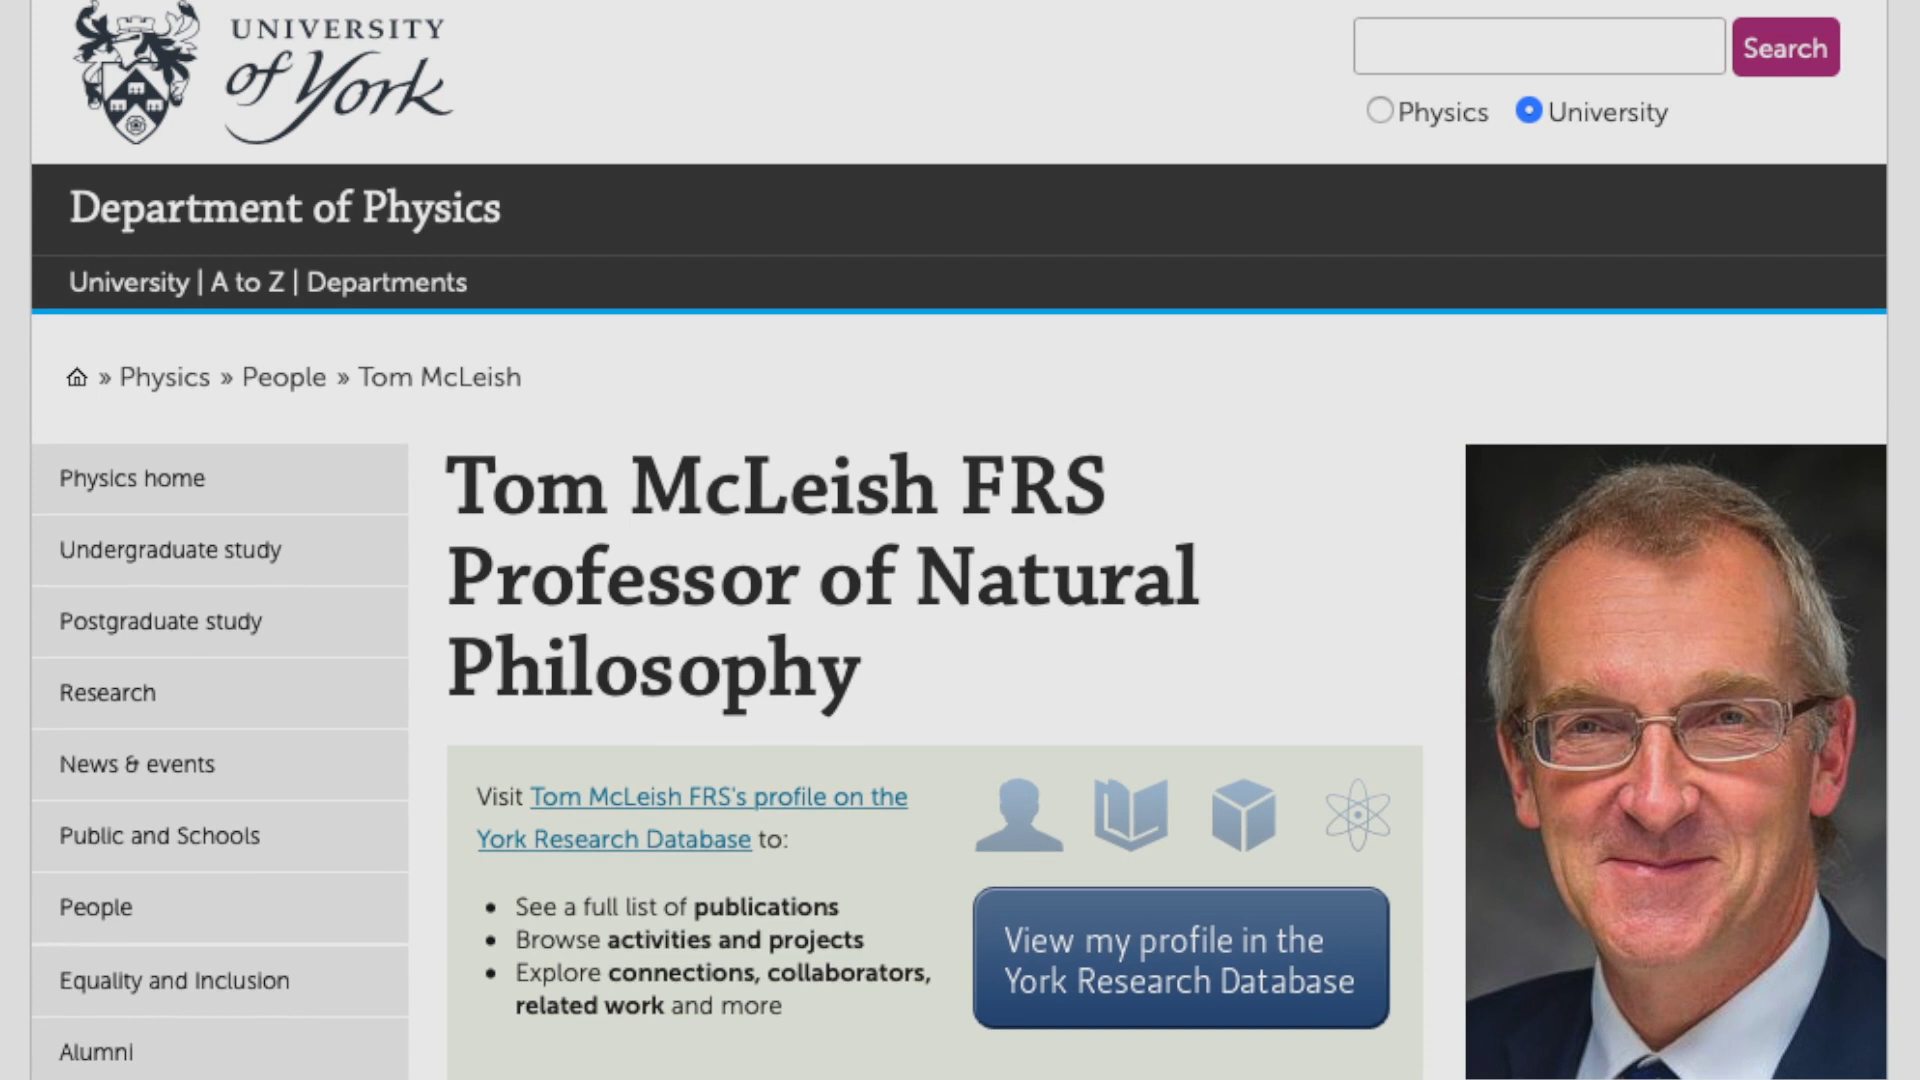 UNIVERSITY
of York
Search
Physics University
Department of Physics
University | A to Z | Departments
» Physics » People » Tom McLeish
Physics home
Undergraduate study
Postgraduate study
Research
News & events
Public and Schools
People
Equality and Inclusion
Alumni
Tom McLeish FRS
Professor of Natural
Philosophy
Visit Tom McLeish FRS's profile on the
York Research Database to:
• See a full list of publications
• Browse activities and projects
• Explore connections, collaborators,
related work and more
View my profile in the
York Research Database